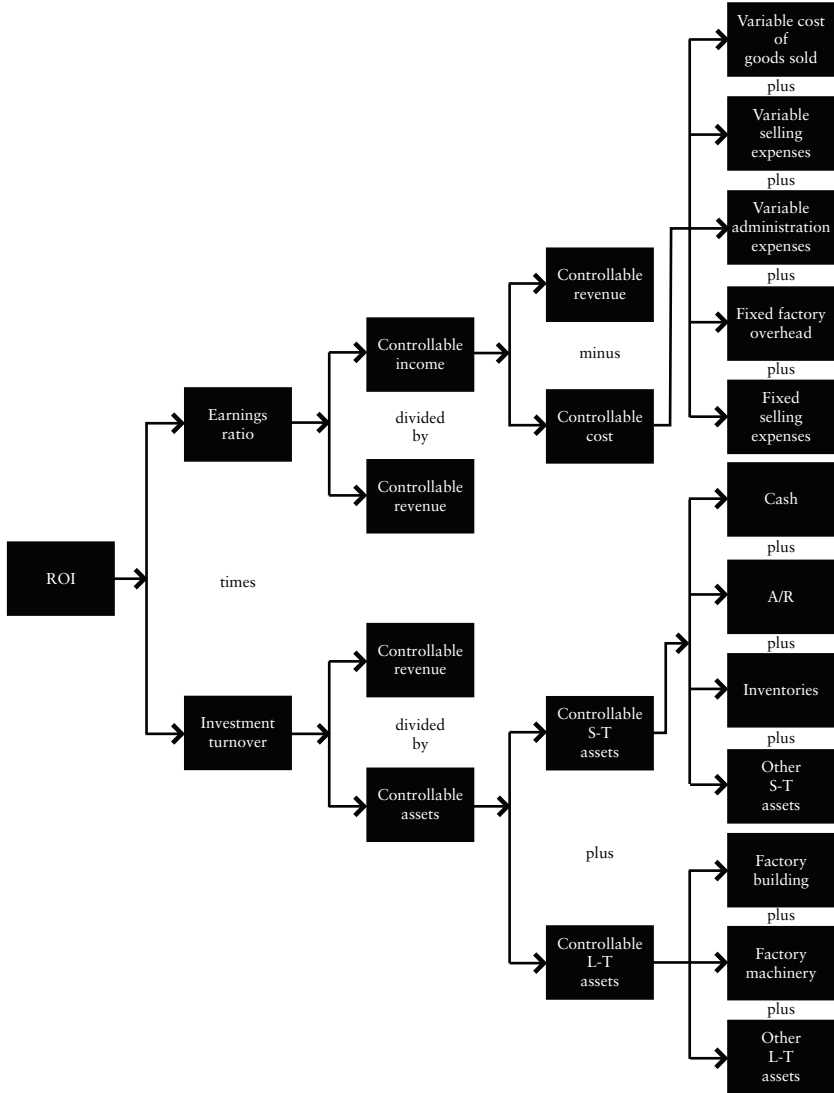 Variable cost
of
goods sold
plus
Variable
selling
expenses
plus
Variable
administration
expenses
plus
Fixed factory
overhead
plus
Fixed
selling
expenses
Controllable
revenue
minus
Controllable
cost
Controllable
income
divided
by
Controllable
revenue
Earnings
ratio
ROI
times
Investment
turnover
Controllable
revenue
divided
by
Controllable
assets
Controllable
S-T
assets
plus
Controllable
L-T
assets
Cash
plus
A/R
plus
Inventories
plus
Other
S-T
assets
Factory
building
plus
Factory
machinery
plus
Other
L-T
assets